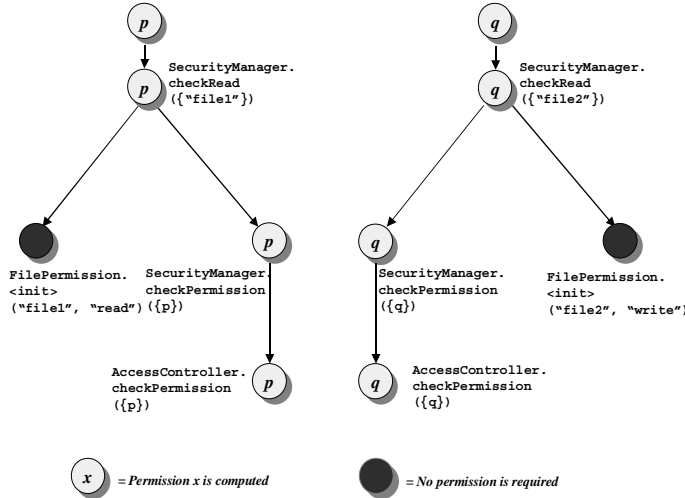 p
q
SecurityManager.
checkRead
({“file1”})
p
SecurityManager.
checkRead
({“file2”})
q
FilePermission.
<init>
(“file1”, “read”)
p
SecurityManager.
checkPermission
({p})
q
SecurityManager.
checkPermission
({q})
FilePermission.
<init>
(“file2”, “write”)
AccessController.
checkPermission
({p})
p
q
AccessController.
checkPermission
({q})
x
= Permission x is computed
= No permission is required